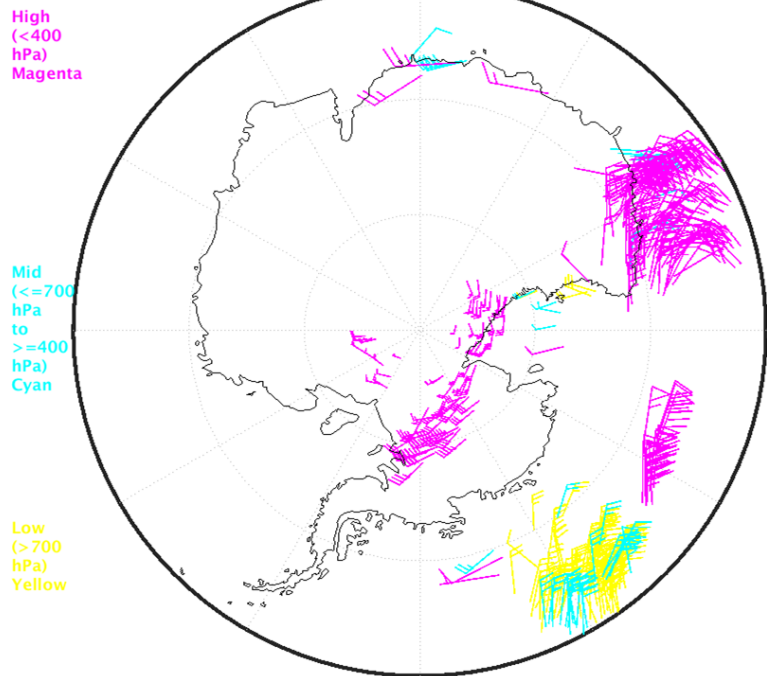 High
(<400
hPa)
Magenta
Mid
(<=700
hPa
to
>=400
hPa)
Cyan
Low
(>700
hPa)
Yellow